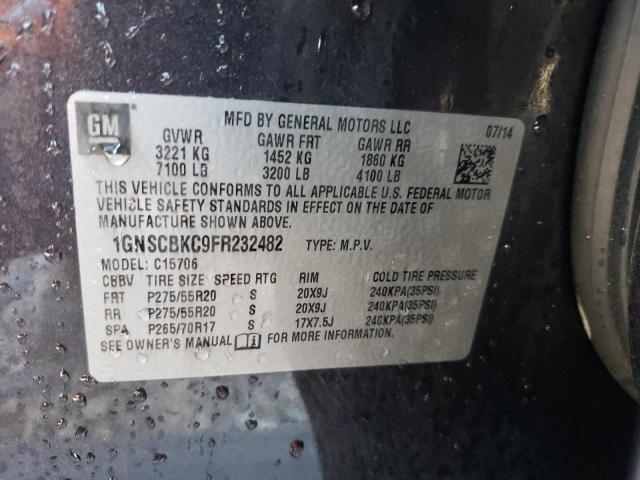 GM
MFD BY GENERAL MOTORS LLC 07/14
GVWR GAWR FRT GAWR RR
3221 KG 1452 KG 1860 KG
7100 LB 3200 LB 4100 LB
THIS VEHICLE CONFORMS TO ALL APPLICABLE U.S. FEDERAL MOTOR
VEHICLE SAFETY STANDARDS IN EFFECT ON THE DATE OF
MANUFACTURE SHOWN ABOVE.
1GNSCBKC9FR232482 TYPE: M.P.V.
MODEL: C15706
CBBV TIRE SIZE SPEED RTG RIM COLD TIRE PRESSURE
FRT P275/55R20 S 20X9J 240KPA(35PSI)
RR P275/55R20 S 20X9J 240KPA(35PSI)
SPA P265/70R17 S 17X7.5J 240KPA(35PSI)
SEE OWNER'S MANUAL FOR MORE INFORMATION.